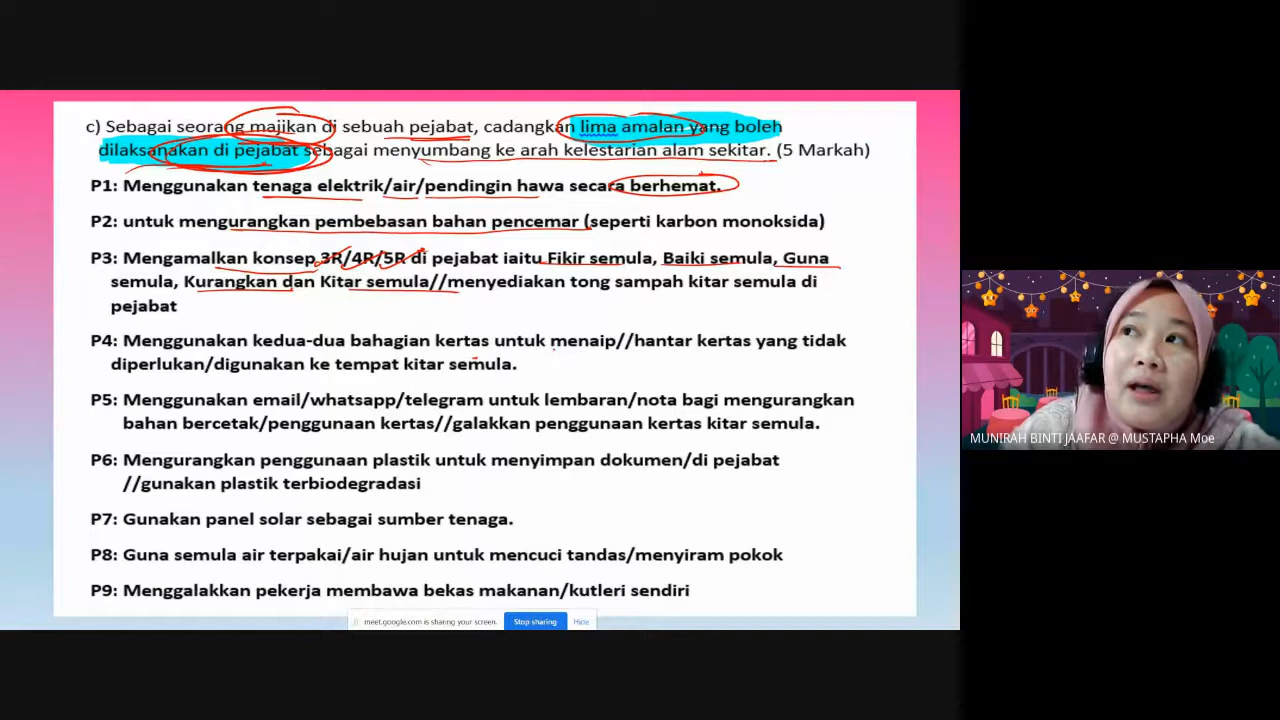 c) Sebagai seorang majikan di sebuah pejabat, cadangkan lima amalan yang boleh
dilaksanakan di pejabat sebagai menyumbang ke arah kelestarian alam sekitar. (5 Markah)
P1: Menggunakan tenaga elektrik/air/pendingin hawa secara berhemat.
P2: untuk mengurangkan pembebasan bahan pencemar (seperti karbon monoksida)
P3: Mengamalkan konsep 3R/4R/5R di pejabat iaitu Fikir semula, Baiki semula, Guna
semula, Kurangkan dan Kitar semula//menyediakan tong sampah kitar semula di
pejabat
P4: Menggunakan kedua-dua bahagian kertas untuk menaip//hantar kertas yang tidak
diperlukan/digunakan ke tempat kitar semula.
P5: Menggunakan email/whatsapp/telegram untuk lembaran/nota bagi mengurangkan
bahan bercetak/penggunaan kertas//galakkan penggunaan kertas kitar semula.
P6: Mengurangkan penggunaan plastik untuk menyimpan dokumen/di pejabat
//gunakan plastik terbiodegradasi
P7: Gunakan panel solar sebagai sumber tenaga.
P8: Guna semula air terpakai/air hujan untuk mencuci tandas/menyiram pokok
P9: Menggalakkan pekerja membawa bekas makanan/kutleri sendiri
meet.google.com is sharing your screen.
Stop sharing
Hide
MUNIRAH BINTI JAAFAR @ MUSTAPHA Moe